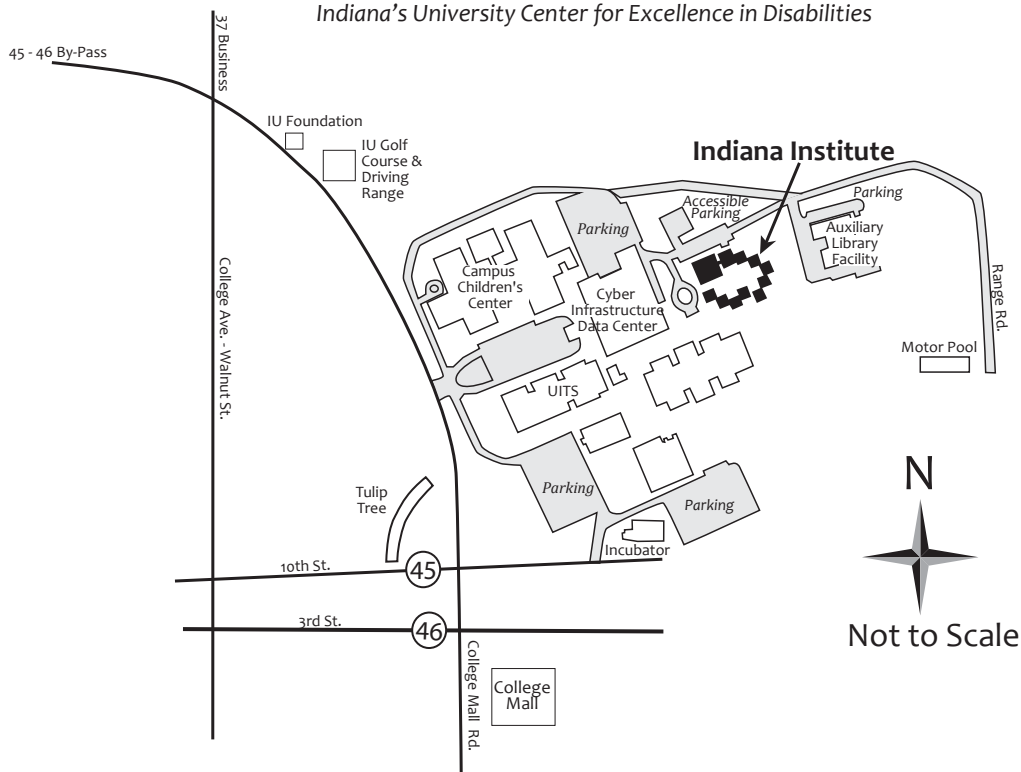 Indiana's University Center for Excellence in Disabilities
45 - 46 By-Pass
37 Business
IU Foundation
IU Golf
Course &
Driving
Range
Indiana Institute
Parking
Accessible
Parking
Parking
Auxiliary
Library
Facility
Campus
Children's
Center
Cyber
Infrastructure
Data Center
College Ave. - Walnut St.
Range Rd.
Motor Pool
UITS
Tulip
Tree
Parking
Parking
N
Incubator
10th St.
45
3rd St.
46
Not to Scale
College Mall Rd.
College
Mall